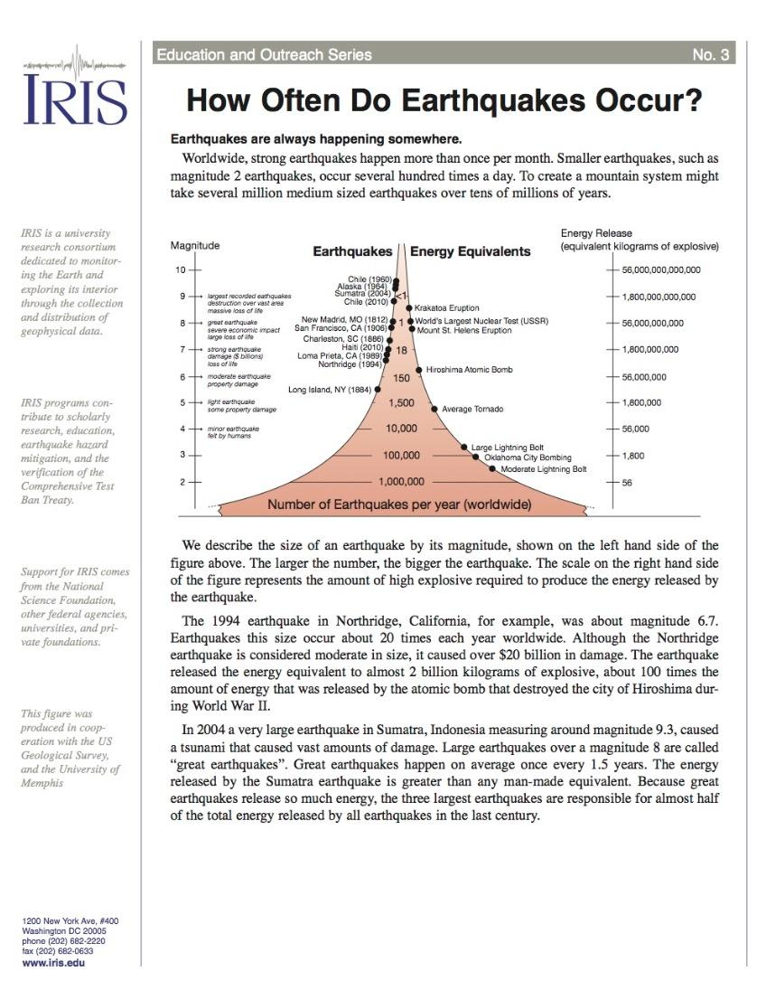 IRIS
Education and Outreach Series No. 3
How Often Do Earthquakes Occur?
Earthquakes are always happening somewhere.
Worldwide, strong earthquakes happen more than once per month. Smaller earthquakes, such as
magnitude 2 earthquakes, occur several hundred times a day. To create a mountain system might
take several million medium sized earthquakes over tens of millions of years.
IRIS is a university
research consortium
dedicated to monitor-
ing the Earth and
exploring its interior
through the collection
and distribution of
geophysical data.
IRIS programs con-
tribute to scholarly
research, education,
earthquake hazard
mitigation, and the
verification of the
Comprehensive Test
Ban Treaty.
Support for IRIS comes
from the National
Science Foundation,
other federal agencies,
universities, and pri-
vate foundations.
This figure was
produced in coop-
eration with the US
Geological Survey,
and the University of
Memphis
1200 New York Ave, #400
Washington DC 20005
phone (202) 682-2220
fax (202) 682-0633
www.iris.edu
Magnitude
10
9
largest recorded earthquakes
destruction over vast area
massive loss of life
8
great earthquake
severe economic impact
large loss of life
7
strong earthquake
damage ($ billions)
loss of life
6
moderate earthquake
property damage
5
light earthquake
some property damage
4
minor earthquake
felt by humans
3
2
Earthquakes
Chile (1960)
Alaska (1964)
Sumatra (2004)
Chile (2010)
New Madrid, MO (1812)
San Francisco, CA (1906)
Charleston, SC (1886)
Haiti (2010)
Loma Prieta, CA (1989)
Northridge (1994)
Long Island, NY (1884)
<1
1
18
150
1,500
10,000
100,000
1,000,000
Number of Earthquakes per year (worldwide)
Energy Equivalents
Krakatoa Eruption
World's Largest Nuclear Test (USSR)
Mount St. Helens Eruption
Hiroshima Atomic Bomb
Average Tornado
Large Lightning Bolt
Oklahoma City Bombing
Moderate Lightning Bolt
Energy Release
(equivalent kilograms of explosive)
56,000,000,000,000
1,800,000,000,000
56,000,000,000
1,800,000,000
56,000,000
1,800,000
56,000
1,800
56
We describe the size of an earthquake by its magnitude, shown on the left hand side of the
figure above. The larger the number, the bigger the earthquake. The scale on the right hand side
of the figure represents the amount of high explosive required to produce the energy released by
the earthquake.
The 1994 earthquake in Northridge, California, for example, was about magnitude 6.7.
Earthquakes this size occur about 20 times each year worldwide. Although the Northridge
earthquake is considered moderate in size, it caused over $20 billion in damage. The earthquake
released the energy equivalent to almost 2 billion kilograms of explosive, about 100 times the
amount of energy that was released by the atomic bomb that destroyed the city of Hiroshima dur-
ing World War II.
In 2004 a very large earthquake in Sumatra, Indonesia measuring around magnitude 9.3, caused
a tsunami that caused vast amounts of damage. Large earthquakes over a magnitude 8 are called
“great earthquakes”. Great earthquakes happen on average once every 1.5 years. The energy
released by the Sumatra earthquake is greater than any man-made equivalent. Because great
earthquakes release so much energy, the three largest earthquakes are responsible for almost half
of the total energy released by all earthquakes in the last century.